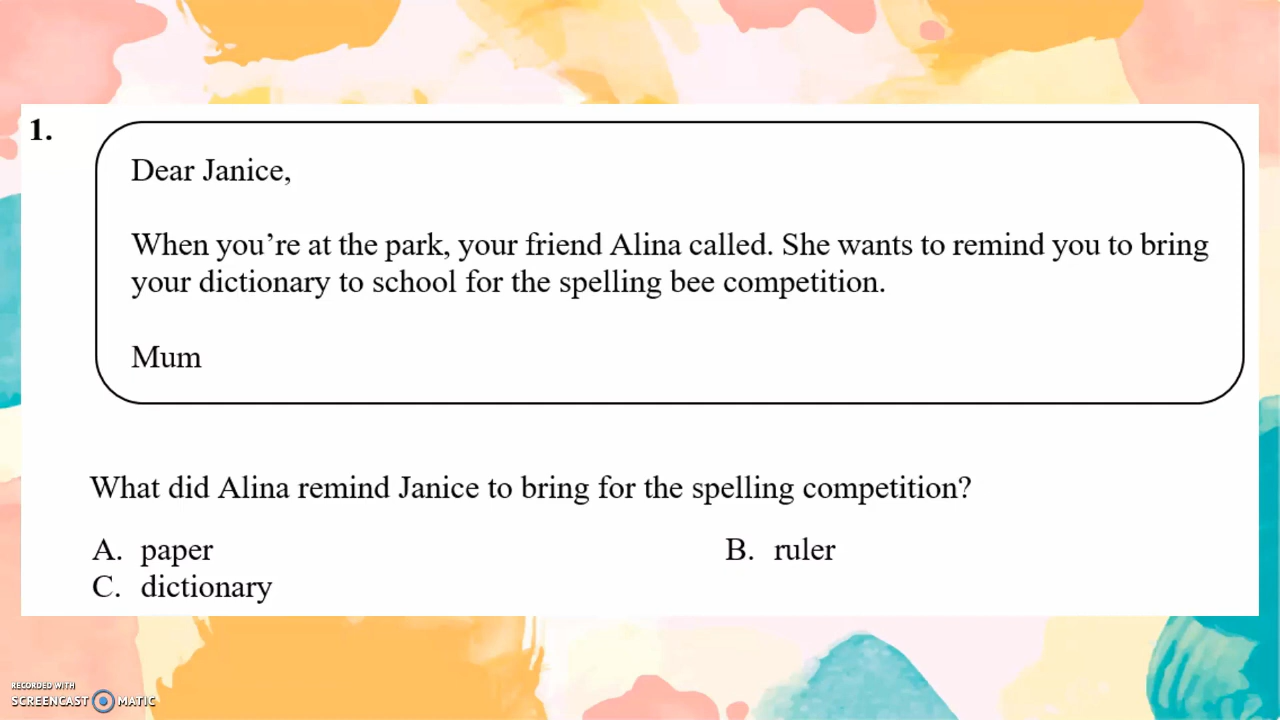 1.
Dear Janice,
When you're at the park, your friend Alina called. She wants to remind you to bring
your dictionary to school for the spelling bee competition.
Mum
What did Alina remind Janice to bring for the spelling competition?
A. paper
B. ruler
C. dictionary
RECORDED WITH
SCREENCAST MATIC